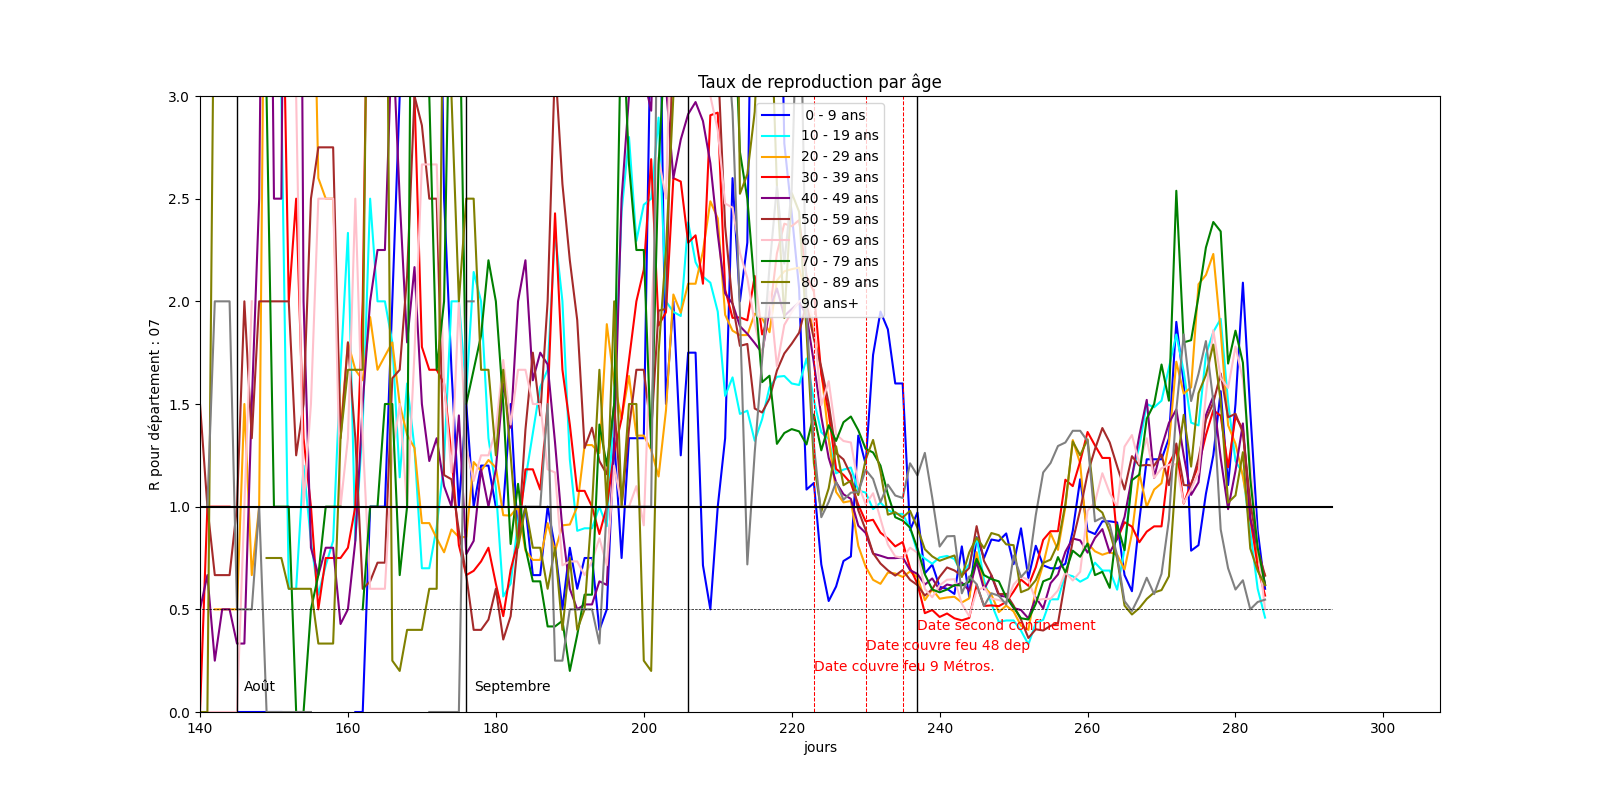 Taux de reproduction par âge
R pour département : 07
3.0
2.5
2.0
1.5
1.0
0.5
0.0
0 - 9 ans
10 - 19 ans
20 - 29 ans
30 - 39 ans
40 - 49 ans
50 - 59 ans
60 - 69 ans
70 - 79 ans
80 - 89 ans
90 ans+
Date second confinement
Date couvre feu 48 dep
Date couvre feu 9 Métros.
Août
Septembre
140 160 180 200 220 240 260 280 300
jours